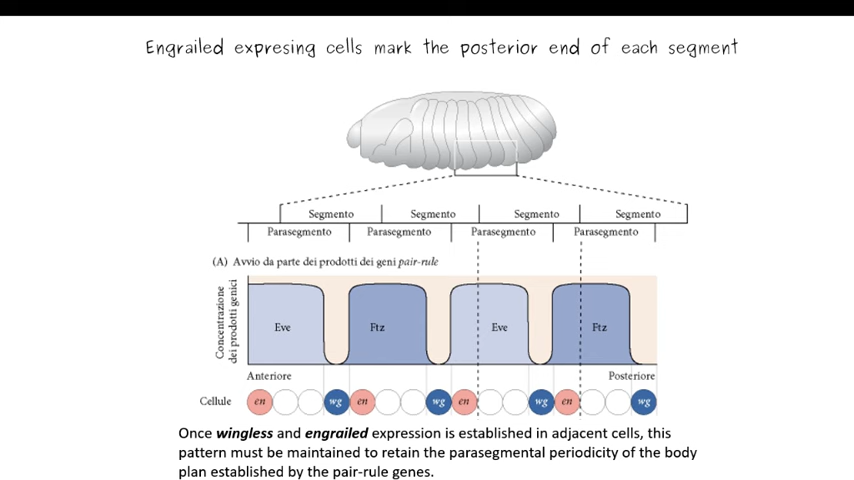 Engrailed expresing cells mark the posterior end of each segment
Segmento Segmento Segmento Segmento
Parasegmento Parasegmento Parasegmento Parasegmento
(A) Avvio da parte dei prodotti dei geni pair-rule
Concentrazione
dei prodotti genici
Eve Ftz Eve Ftz
Anteriore Posteriore
Cellule en wg en wg en wg en wg
Once wingless and engrailed expression is established in adjacent cells, this
pattern must be maintained to retain the parasegmental periodicity of the body
plan established by the pair-rule genes.